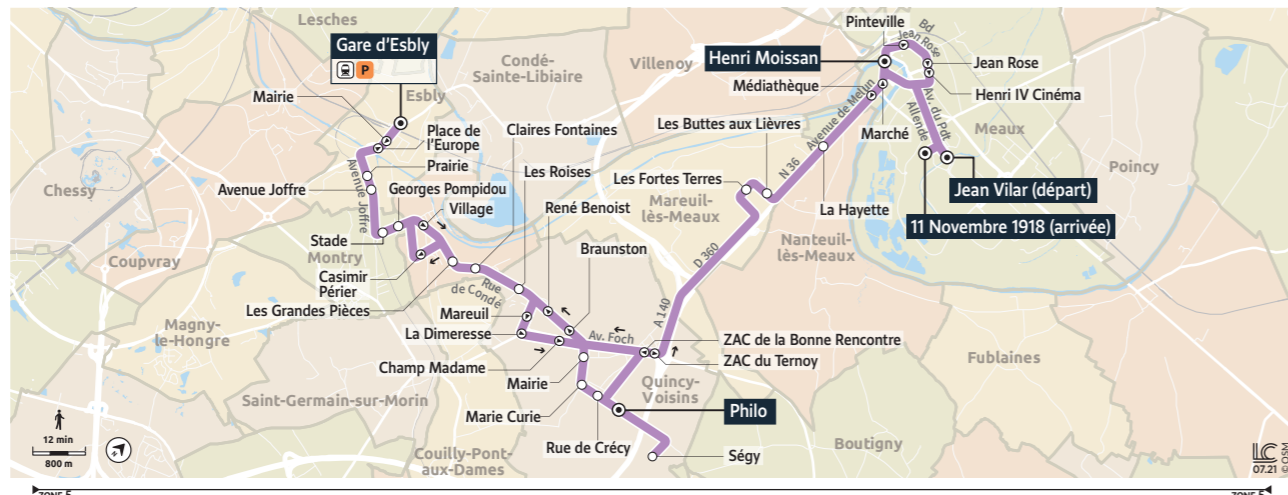 Lesches
Gare d'Esbly
P
Esbly
Condé-
Sainte-Libiaire
Villenoy
Pinteville
Bd
Jean Rose
Henri Moissan
Jean Rose
Médiathèque
Henri IV Cinéma
Mairie
Place de
l'Europe
Claires Fontaines
Les Buttes aux Lièvres
Avenue de Melun
Marché
Av. du Pdt
Allende
Meaux
Poincy
Chessy
Prairie
Avenue Joffre
Avenue Joffre
Georges Pompidou
Village
Les Roises
René Benoist
Les Fortes Terres
Mareuil-
lès-Meaux
N 36
La Hayette
Jean Vilar (départ)
11 Novembre 1918 (arrivée)
Nanteuil-
lès-Meaux
Stade
Montry
Coupvray
Casimir
Périer
Braunston
D 360
Les Grandes Pièces
Rue
de Condé
Mareuil
La Dimeresse
Av. Foch
A 140
Magny-
le-Hongre
Champ Madame
ZAC de la Bonne Rencontre
ZAC du Ternoy
Fublaines
Mairie
Marie Curie
Quincy-
Voisins
Saint-Germain-sur-Morin
Philo
Rue de Crécy
Ségy
Boutigny
Couilly-Pont-
aux-Dames
12 min
800 m
LC
07.21
© OSM
ZONE 5
ZONE 5